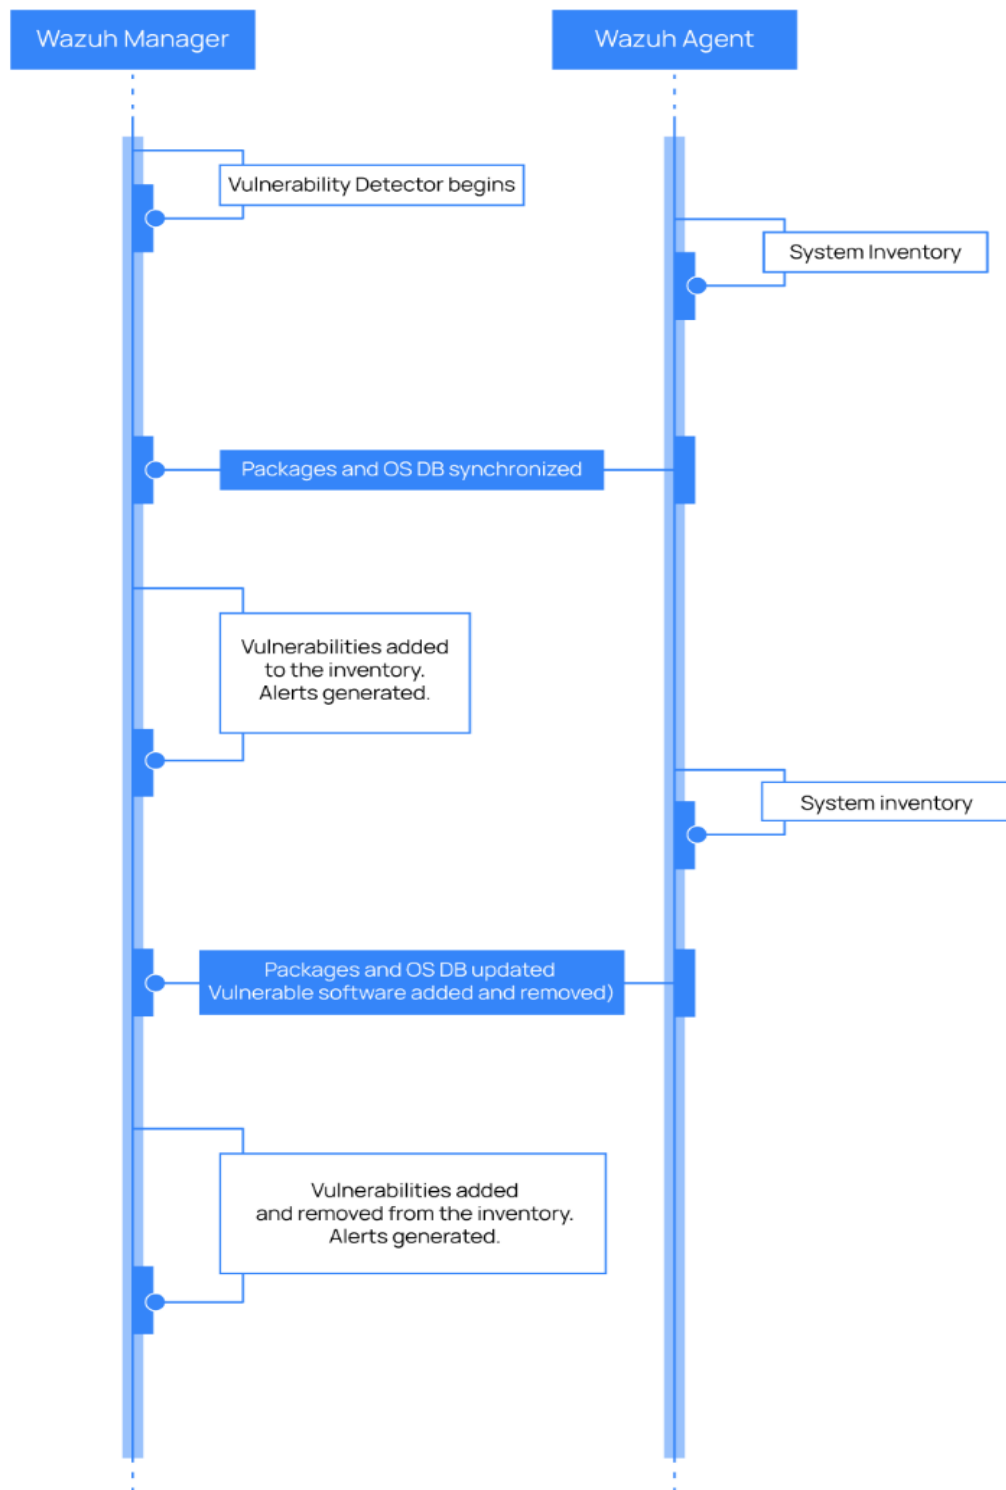 Wazuh Manager
Wazuh Agent
Vulnerability Detector begins
System Inventory
Packages and OS DB synchronized
Vulnerabilities added
to the inventory.
Alerts generated.
System inventory
Packages and OS DB updated
Vulnerable software added and removed)
Vulnerabilities added
and removed from the inventory.
Alerts generated.